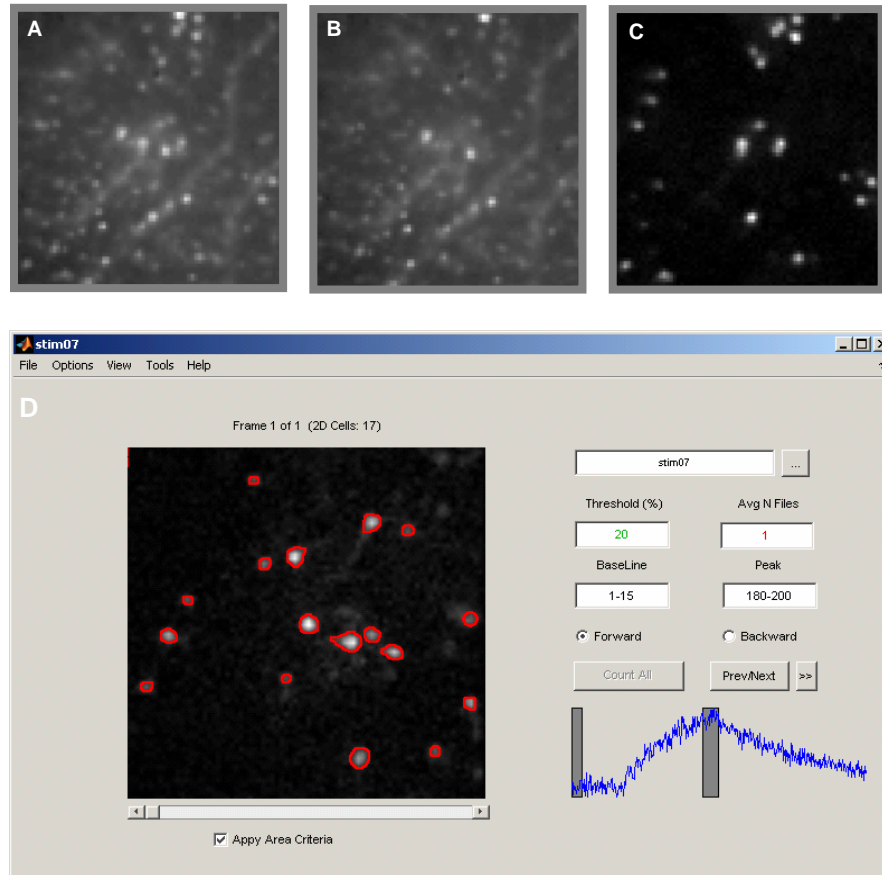 A
B
C
stim07
File Options View Tools Help
D
Frame 1 of 1 (2D Cells: 17)
stim07
...
Threshold (%)
Avg N Files
20
1
BaseLine
Peak
1-15
180-200
Forward
Backward
Count All
Prev/Next
>>
Appy Area Criteria